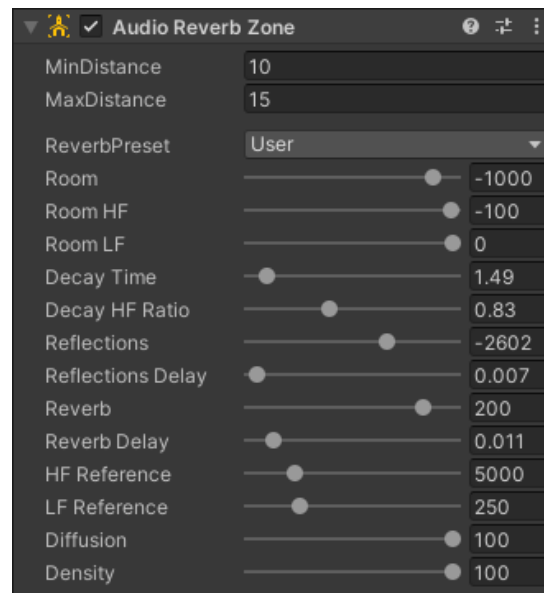 Audio Reverb Zone
MinDistance 10
MaxDistance 15
ReverbPreset User
Room -1000
Room HF -100
Room LF 0
Decay Time 1.49
Decay HF Ratio 0.83
Reflections -2602
Reflections Delay 0.007
Reverb 200
Reverb Delay 0.011
HF Reference 5000
LF Reference 250
Diffusion 100
Density 100